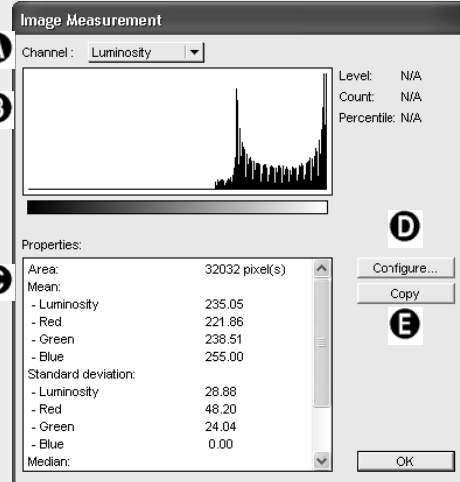 Image Measurement
A
Channel : Luminosity
B
Level: N/A
Count: N/A
Percentile: N/A
D
Properties:
C
Configure...
Copy
E
Area: 32032 pixel(s)
Mean:
- Luminosity 235.05
- Red 221.86
- Green 238.51
- Blue 255.00
Standard deviation:
- Luminosity 28.88
- Red 48.20
- Green 24.04
- Blue 0.00
Median:
OK